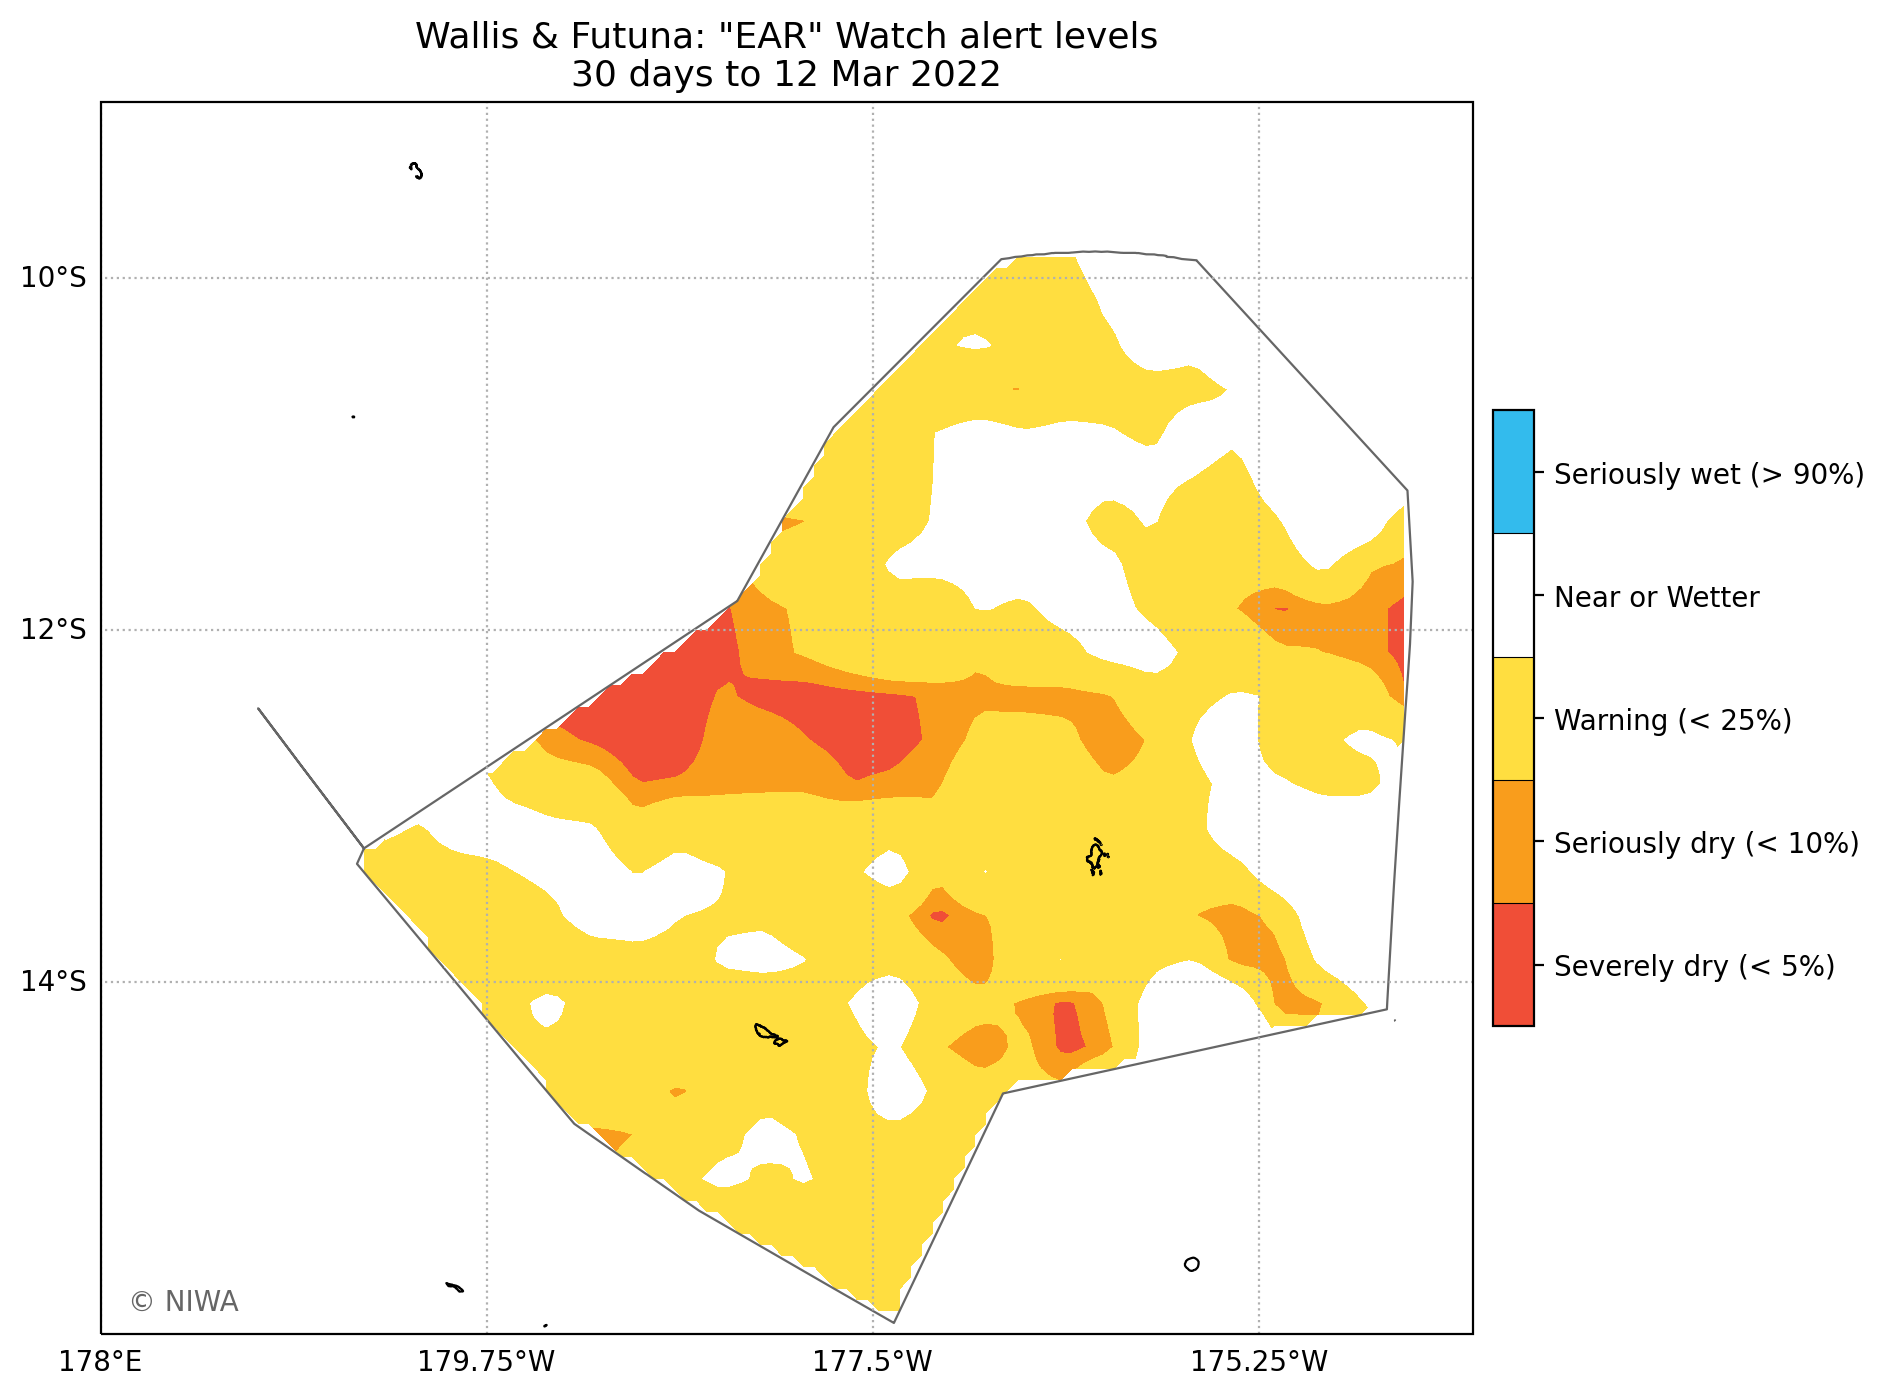 Wallis & Futuna: "EAR" Watch alert levels
30 days to 12 Mar 2022
10°S
12°S
14°S
178°E
179.75°W
177.5°W
175.25°W
Seriously wet (> 90%)
Near or Wetter
Warning (< 25%)
Seriously dry (< 10%)
Severely dry (< 5%)
© NIWA